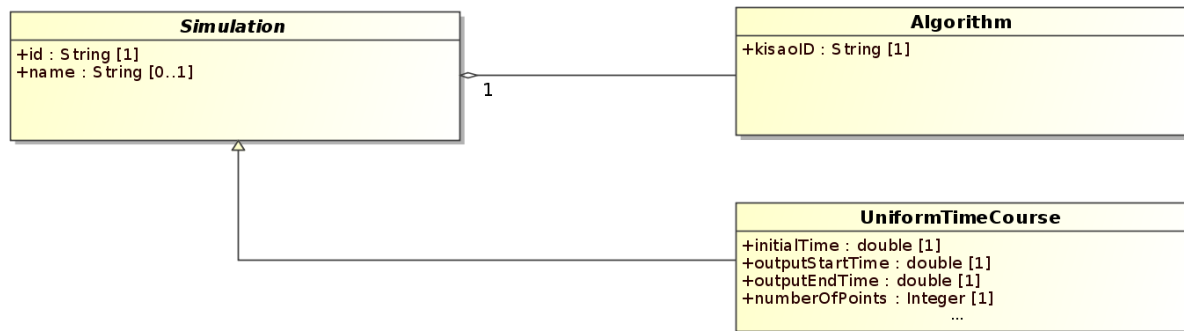 Simulation
+id : String [1]
+name : String [0..1]
1
Algorithm
+kisaoID : String [1]
UniformTimeCourse
+initialTime : double [1]
+outputStartTime : double [1]
+outputEndTime : double [1]
+numberOfPoints : Integer [1]
...